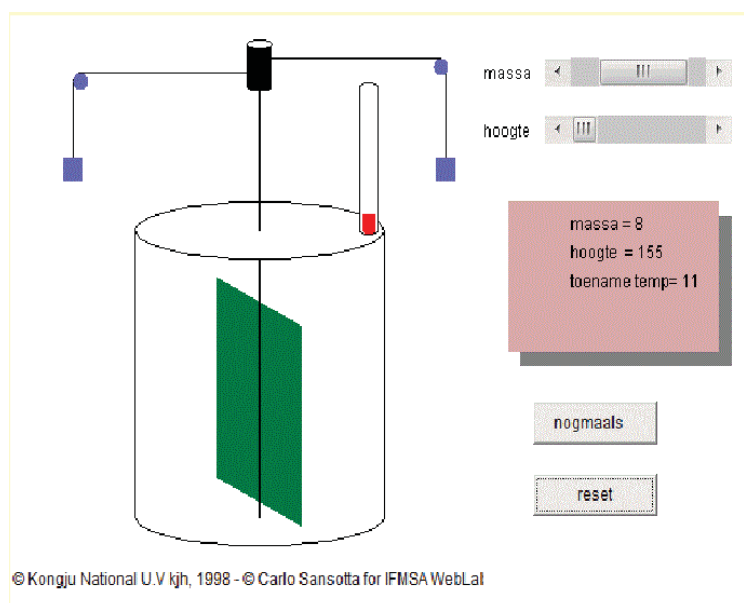 massa
hoogte
massa = 8
hoogte = 155
toename temp= 11
nogmaals
reset
© Kongju National U.V kjh, 1998 - © Carlo Sansotta for IFMSA WebLab